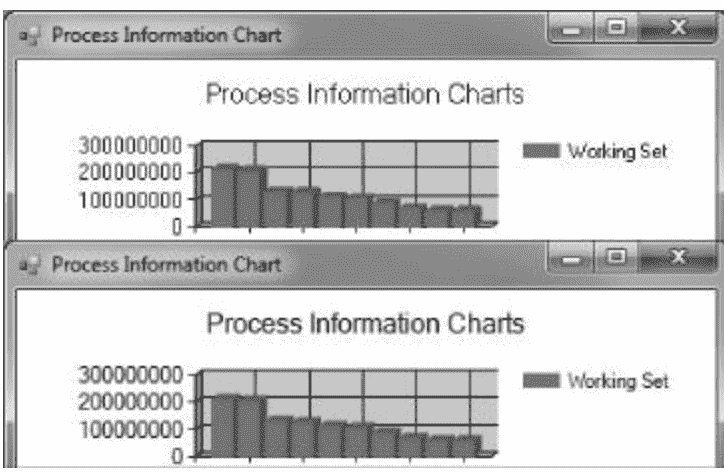 Process Information Chart
Process Information Charts
300000000
200000000
100000000
0
Working Set
Process Information Chart
Process Information Charts
300000000
200000000
100000000
0
Working Set